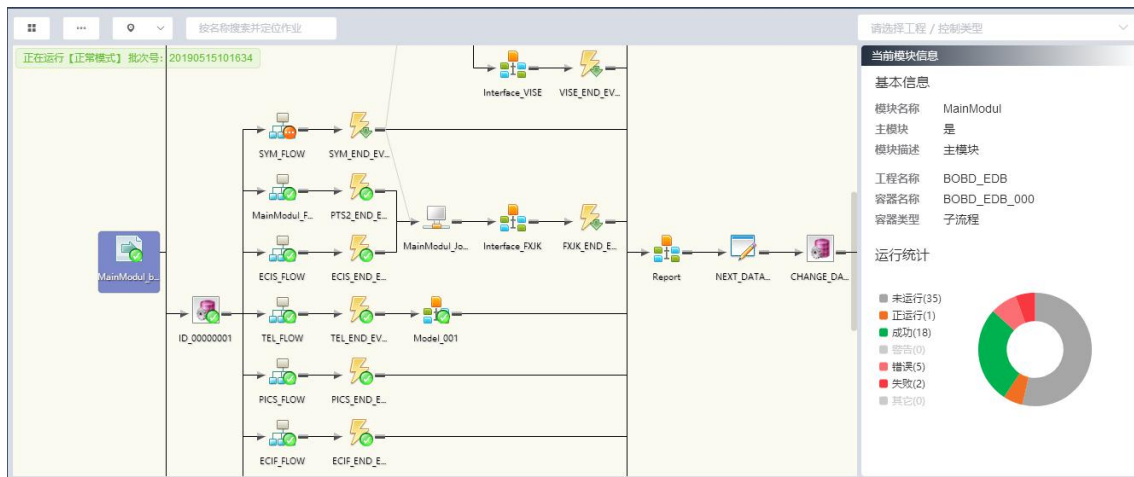 按名称搜索并定位作业
请选择工程 / 控制类型
正在运行【正常模式】 批次号: 20190515101634
Interface_VISE
VISE_END_EV...
SYM_FLOW
SYM_END_EV...
MainModul_F...
PTS2_END_E...
MainModul_Jo...
Interface_FXJK
FXJK_END_E...
MainModul_b...
ECIS_FLOW
ECIS_END_E...
Report
NEXT_DATA...
CHANGE_DA...
ID_00000001
TEL_FLOW
TEL_END_EV...
Model_001
PICS_FLOW
PICS_END_E...
ECIF_FLOW
ECIF_END_E...
当前模块信息
基本信息
模块名称 MainModul
主模块 是
模块描述 主模块
工程名称 BOBD_EDB
容器名称 BOBD_EDB_000
容器类型 子流程
运行统计
未运行(35)
正运行(1)
成功(18)
警告(0)
错误(5)
失败(2)
其它(0)